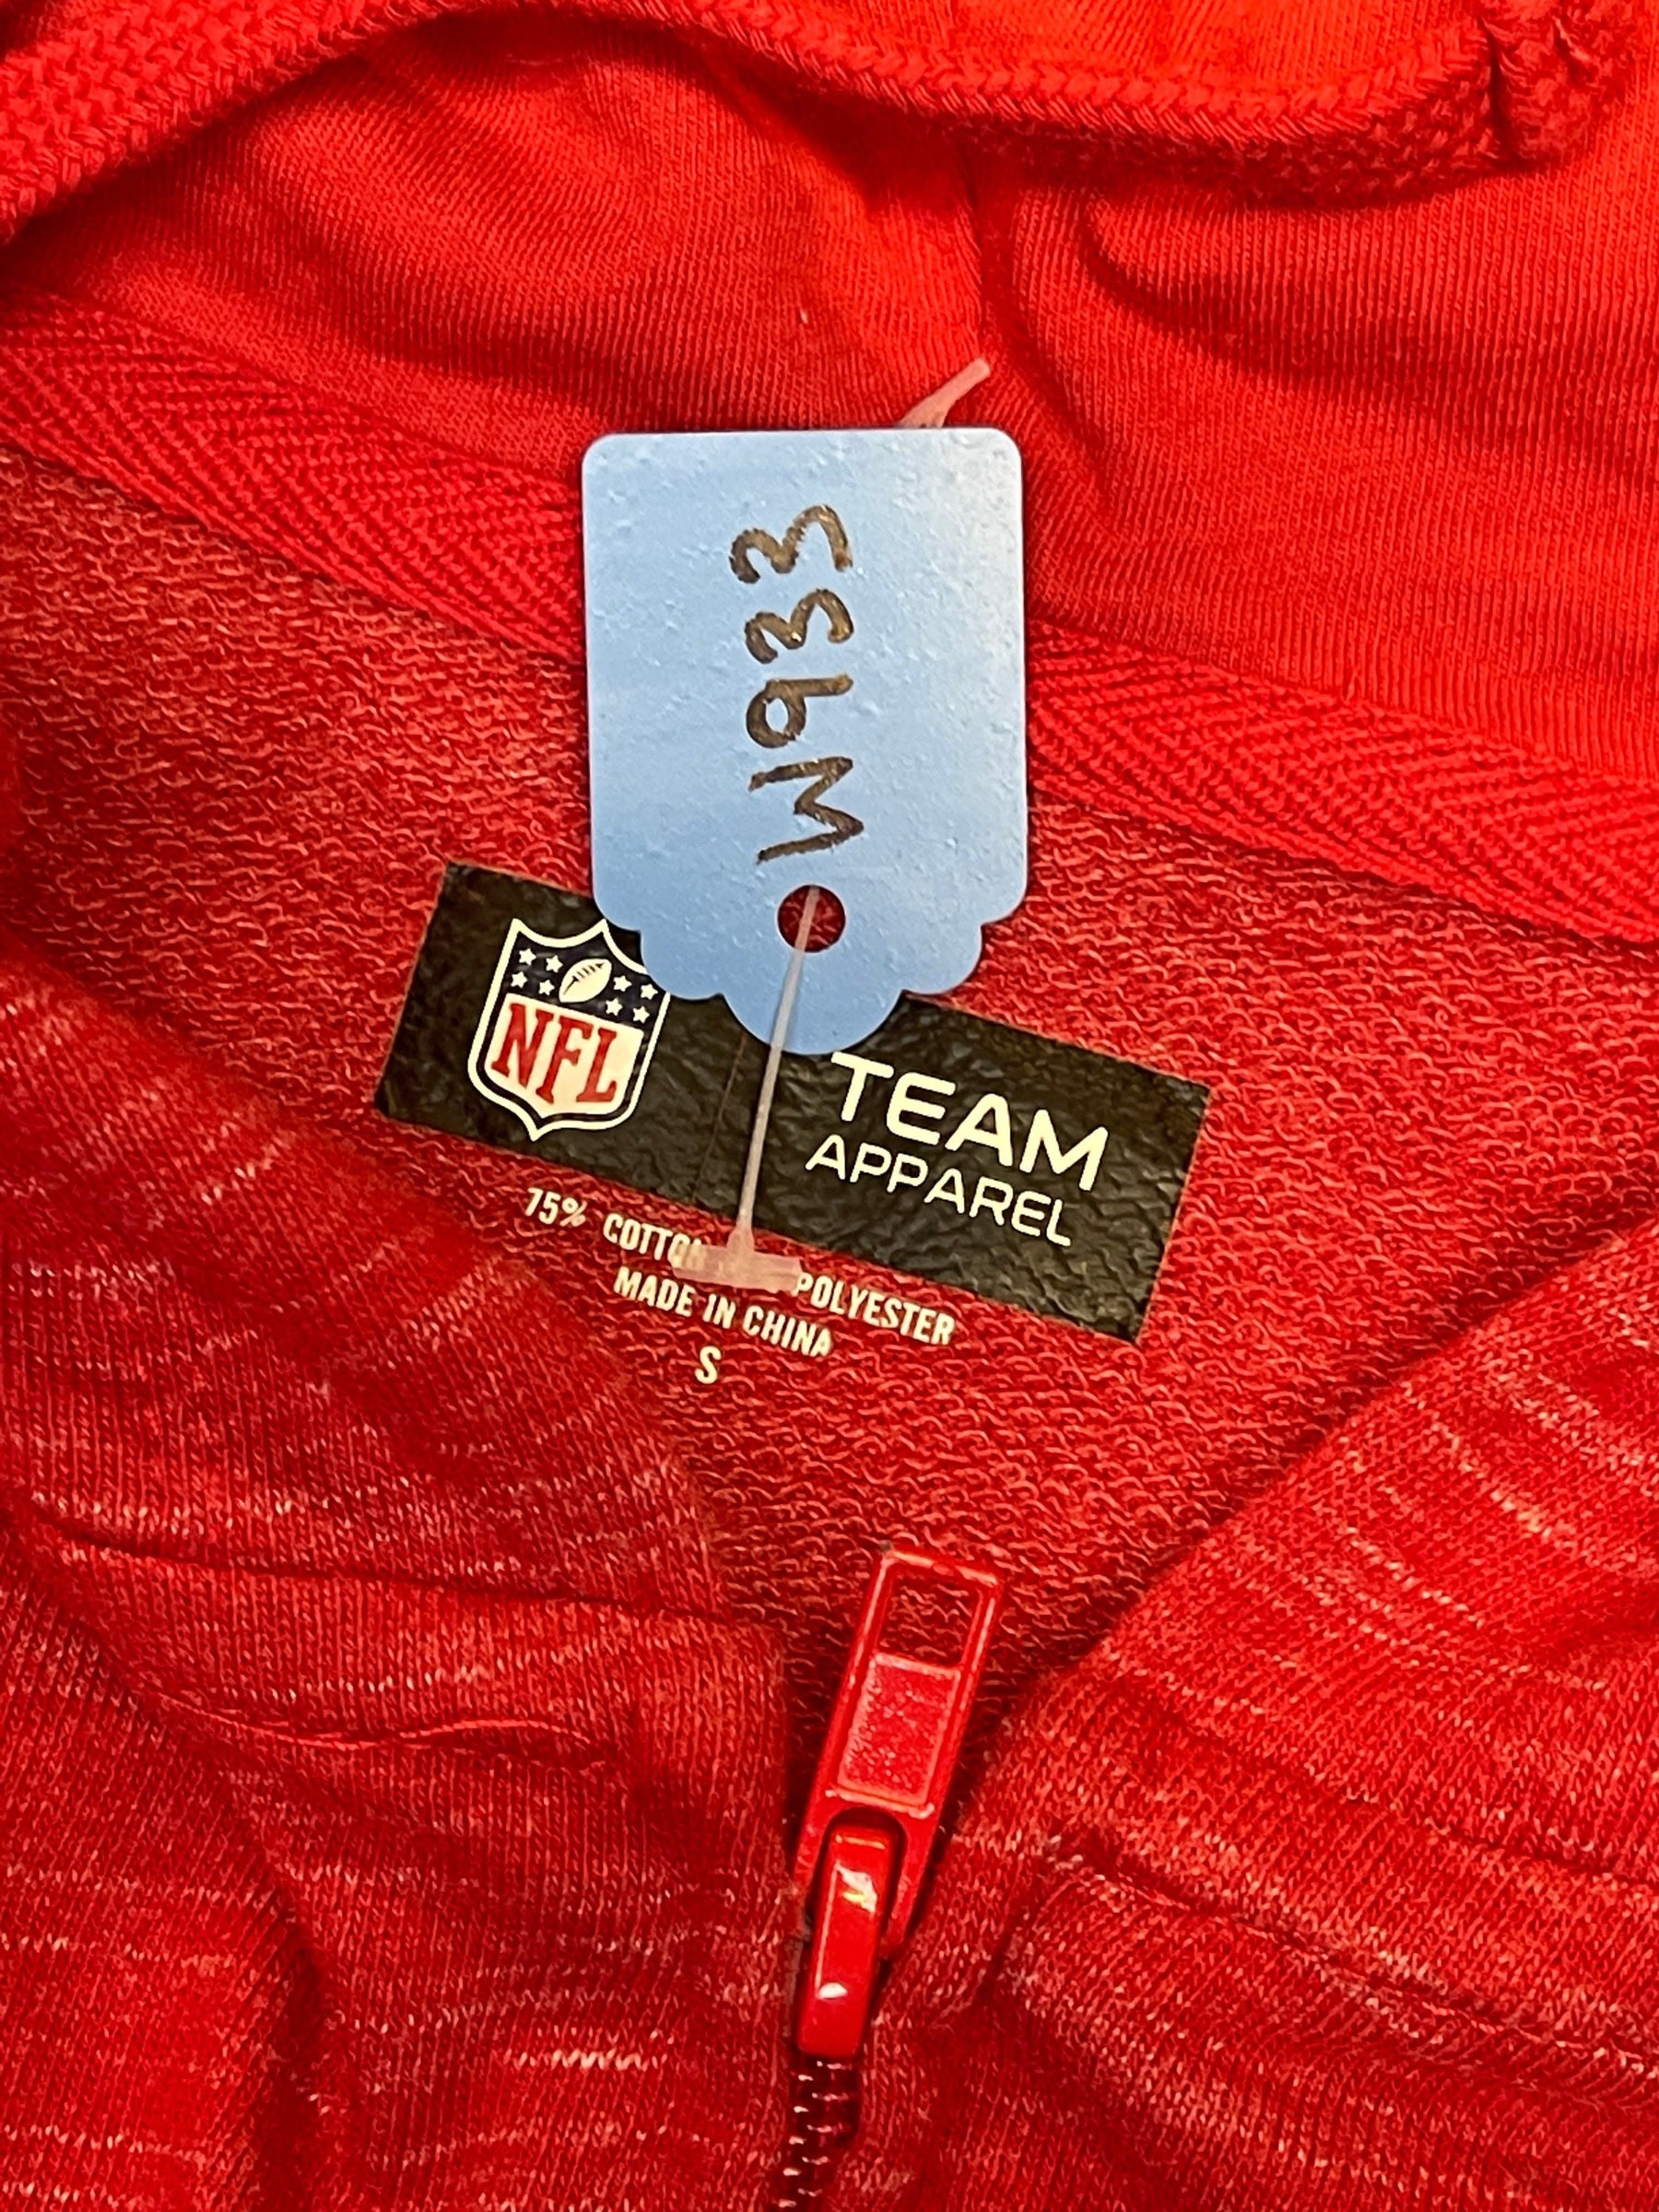 W933
NFL
TEAM
APPAREL
75% COTTON POLYESTER
MADE IN CHINA
S